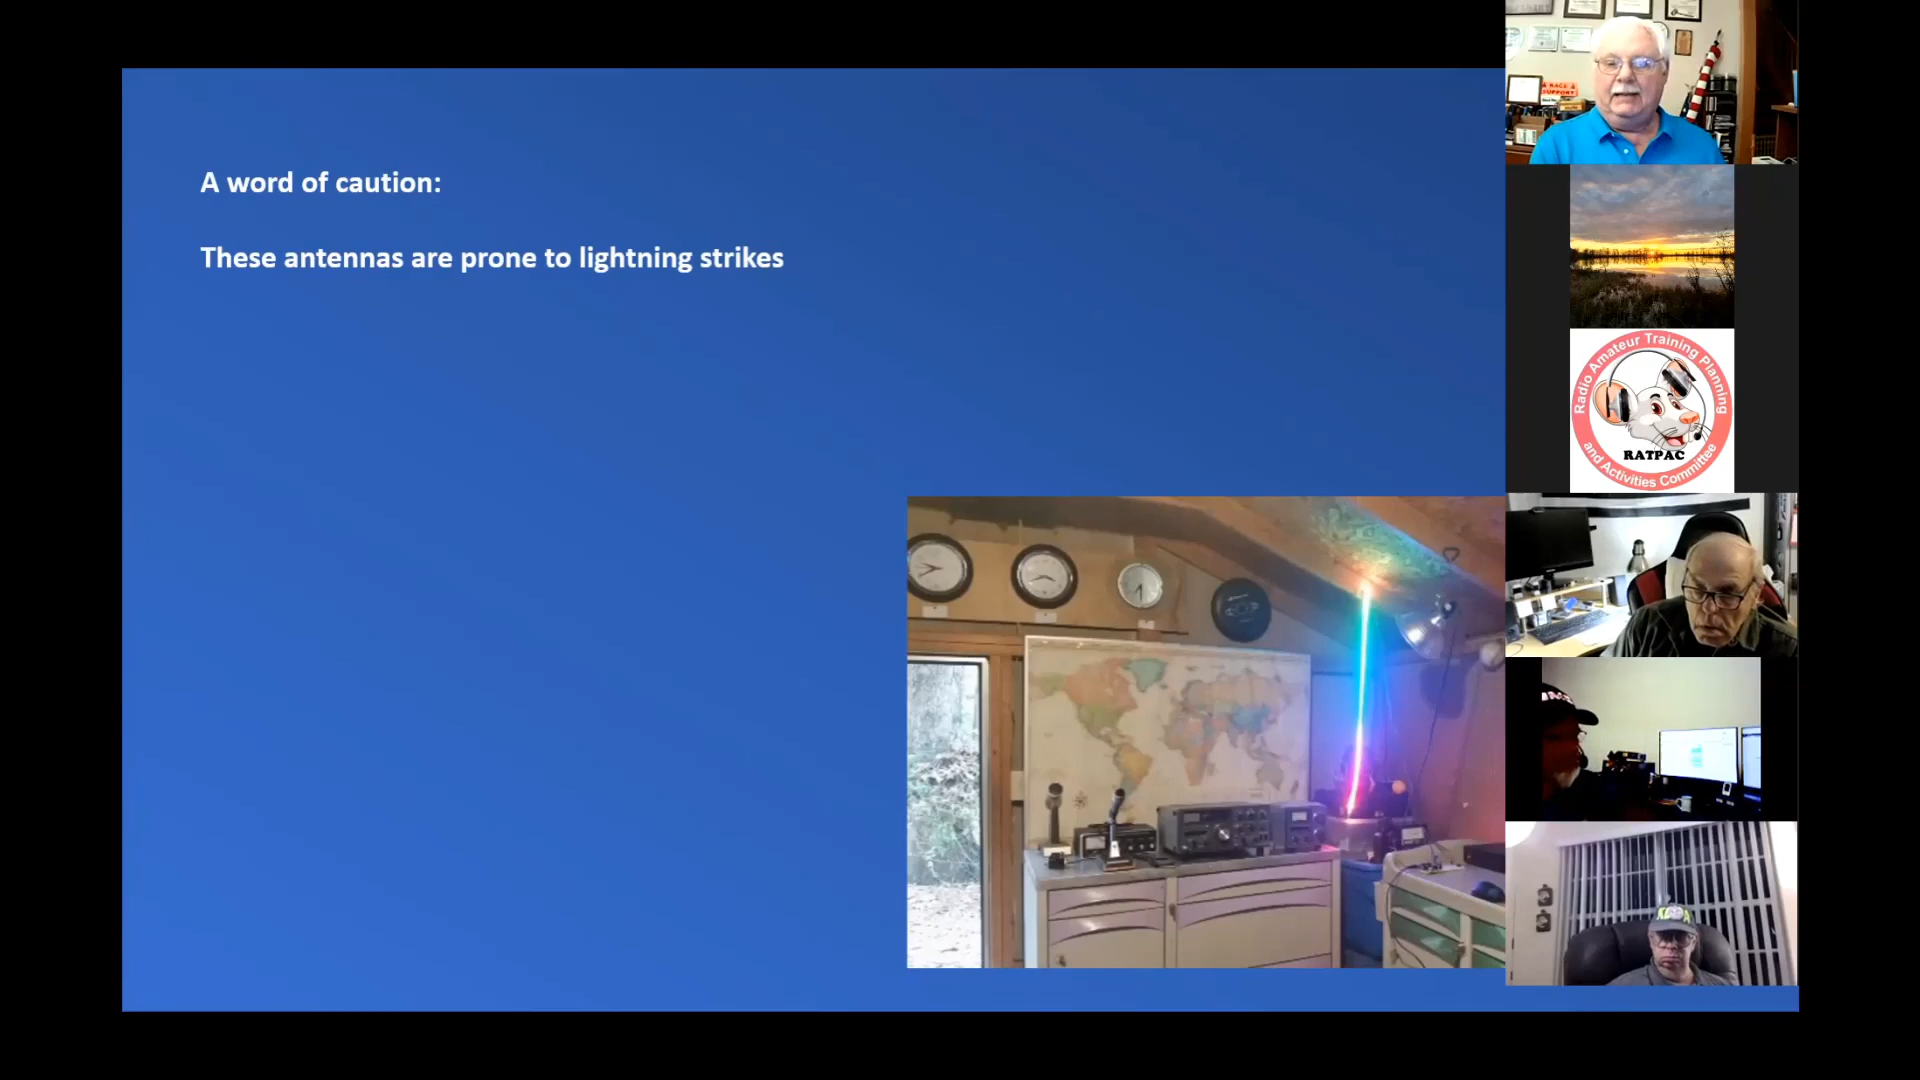 A word of caution:
These antennas are prone to lightning strikes
Radio Amateur Training Planning
RATPAC
and Activities Committee